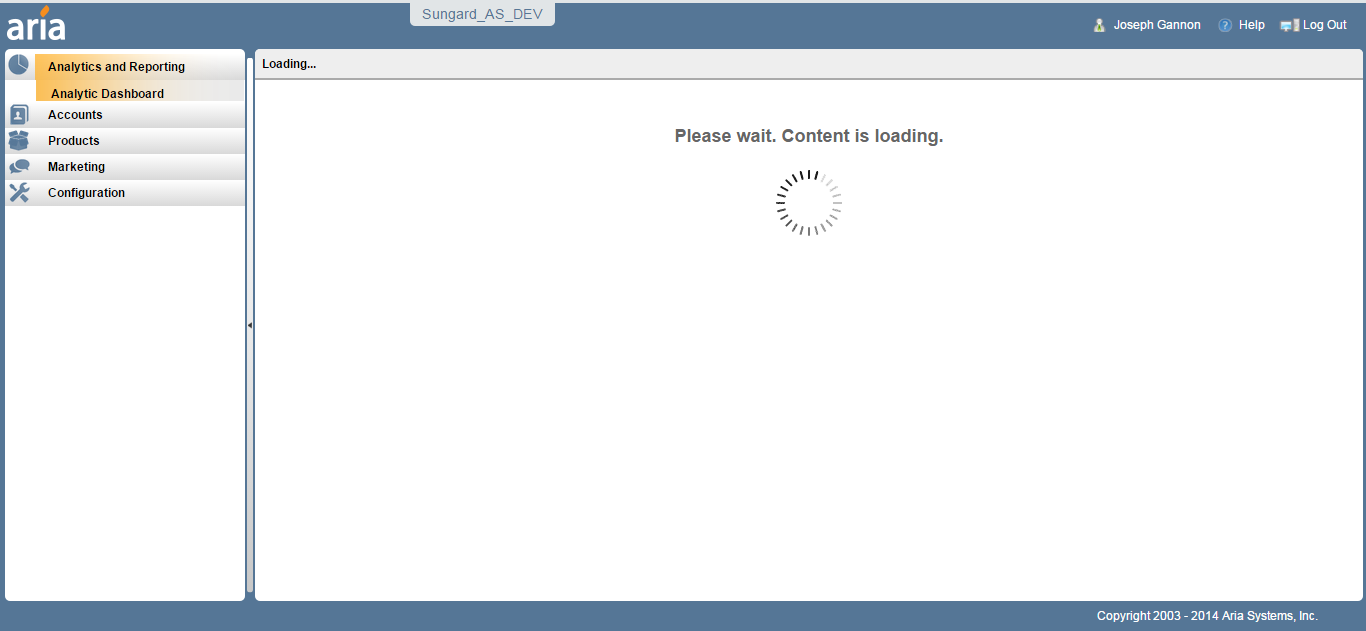 Sungard_AS_DEV
aria
Joseph Gannon
Help
Log Out
Analytics and Reporting
Analytic Dashboard
Accounts
Products
Marketing
Configuration
Loading...
Please wait. Content is loading.
Copyright 2003 - 2014 Aria Systems, Inc.